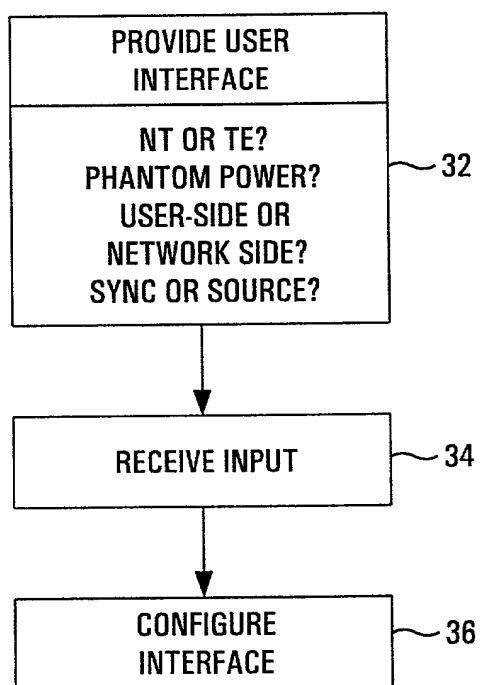 PROVIDE USER
INTERFACE
NT OR TE?
PHANTOM POWER?
USER-SIDE OR
NETWORK SIDE?
SYNC OR SOURCE?
32
RECEIVE INPUT
34
CONFIGURE
INTERFACE
36